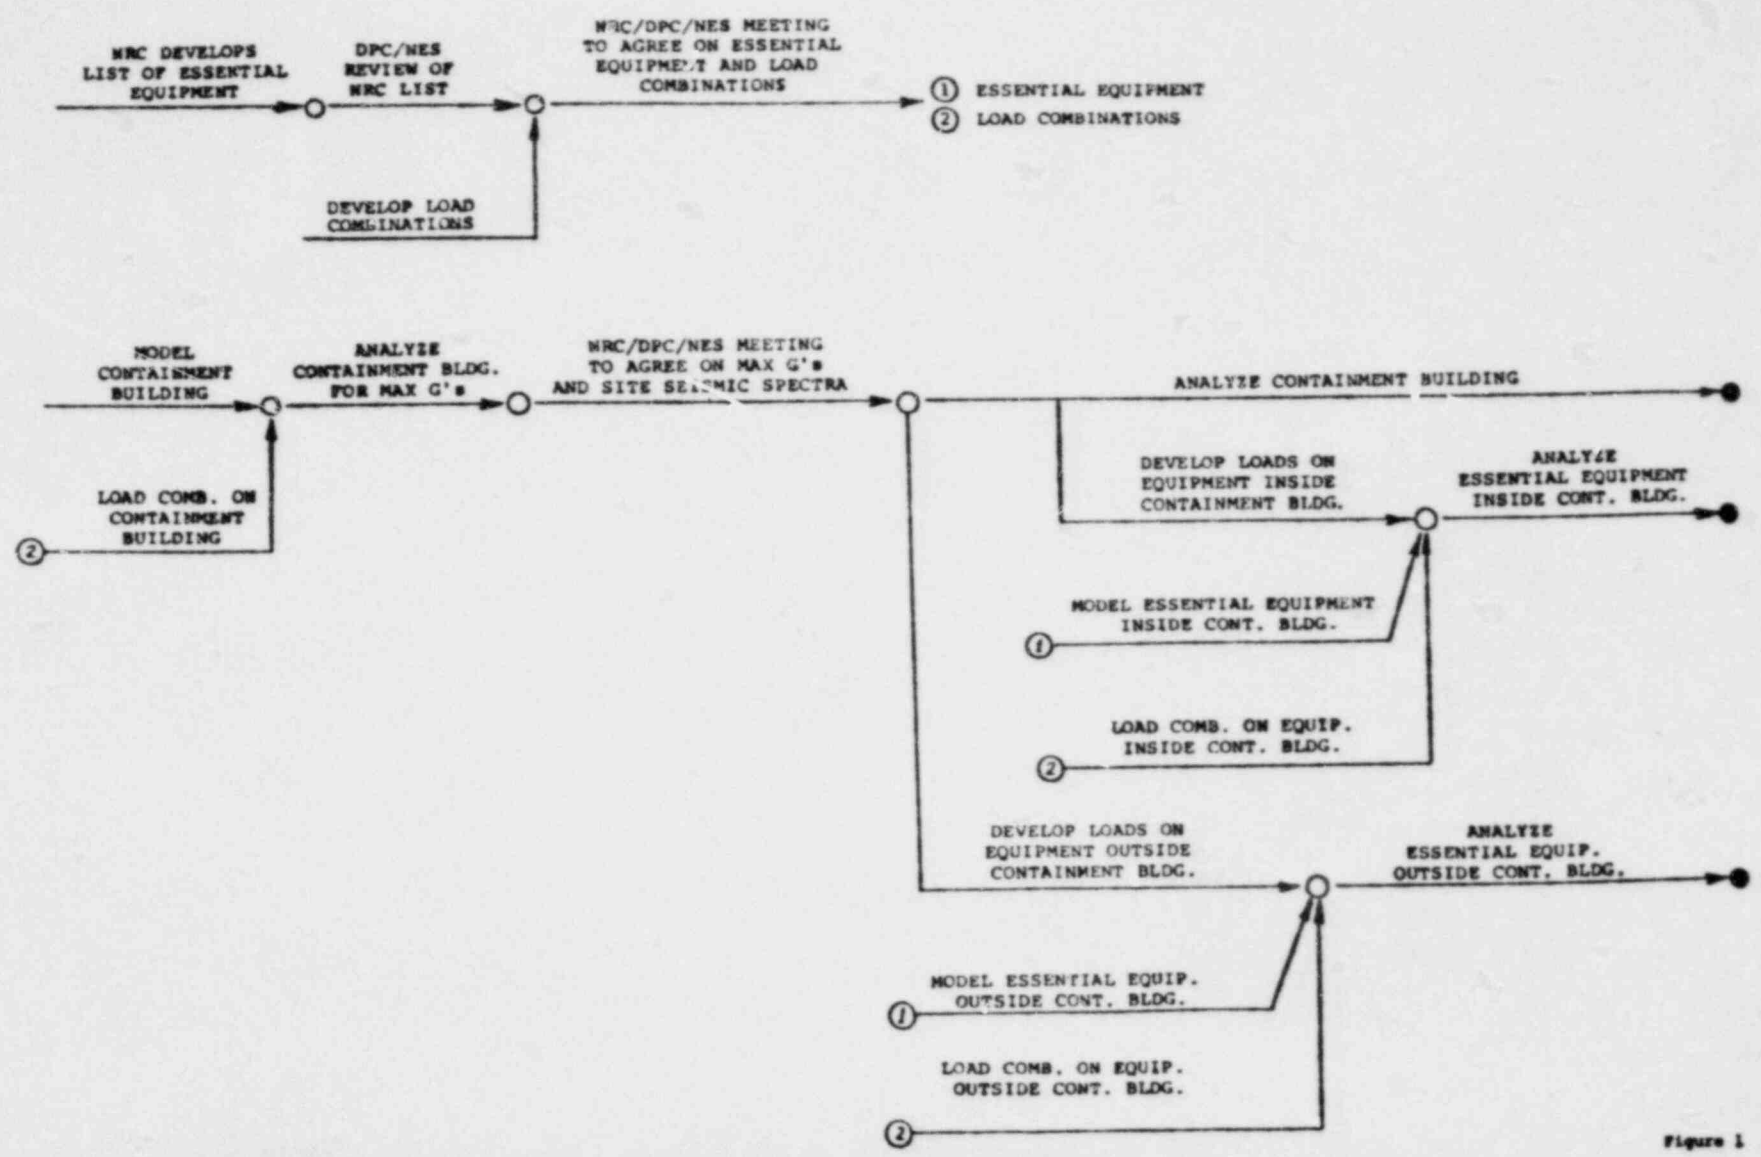 NRC DEVELOPS
LIST OF ESSENTIAL
EQUIPMENT
DPC/NES
REVIEW OF
NRC LIST
NRC/DPC/NES MEETING
TO AGREE ON ESSENTIAL
EQUIPMENT AND LOAD
COMBINATIONS
1 ESSENTIAL EQUIPMENT
2 LOAD COMBINATIONS
DEVELOP LOAD
COMBINATIONS
MODEL
CONTAINMENT
BUILDING
ANALYZE
CONTAINMENT BLDG.
FOR MAX G's
NRC/DPC/NES MEETING
TO AGREE ON MAX G's
AND SITE SEISMIC SPECTRA
ANALYZE CONTAINMENT BUILDING
LOAD COMB. ON
CONTAINMENT
BUILDING
2
DEVELOP LOADS ON
EQUIPMENT INSIDE
CONTAINMENT BLDG.
ANALYZE
ESSENTIAL EQUIPMENT
INSIDE CONT. BLDG.
MODEL ESSENTIAL EQUIPMENT
INSIDE CONT. BLDG.
1
LOAD COMB. ON EQUIP.
INSIDE CONT. BLDG.
2
DEVELOP LOADS ON
EQUIPMENT OUTSIDE
CONTAINMENT BLDG.
ANALYZE
ESSENTIAL EQUIP.
OUTSIDE CONT. BLDG.
MODEL ESSENTIAL EQUIP.
OUTSIDE CONT. BLDG.
1
LOAD COMB. ON EQUIP.
OUTSIDE CONT. BLDG.
2
Figure 1